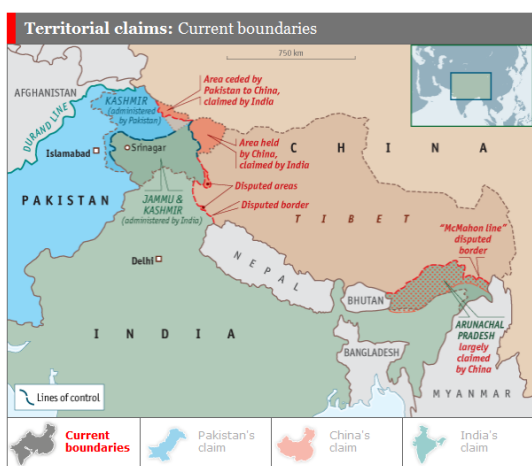 Territorial claims: Current boundaries
750 km
AFGHANISTAN
DURAND LINE
KASHMIR
(administered
by Pakistan)
Area ceded by
Pakistan to China,
claimed by India
Islamabad
Srinagar
Area held
by China,
claimed by India
C H I N A
PAKISTAN
JAMMU &
KASHMIR
(administered by India)
Disputed areas
Disputed border
T I B E T
Delhi
NEPAL
"McMahon line"
disputed
border
BHUTAN
I N D I A
ARUNACHAL
PRADESH
largely
claimed
by China
BANGLADESH
MYANMAR
Lines of control
Current
boundaries
Pakistan's
claim
China's
claim
India's
claim